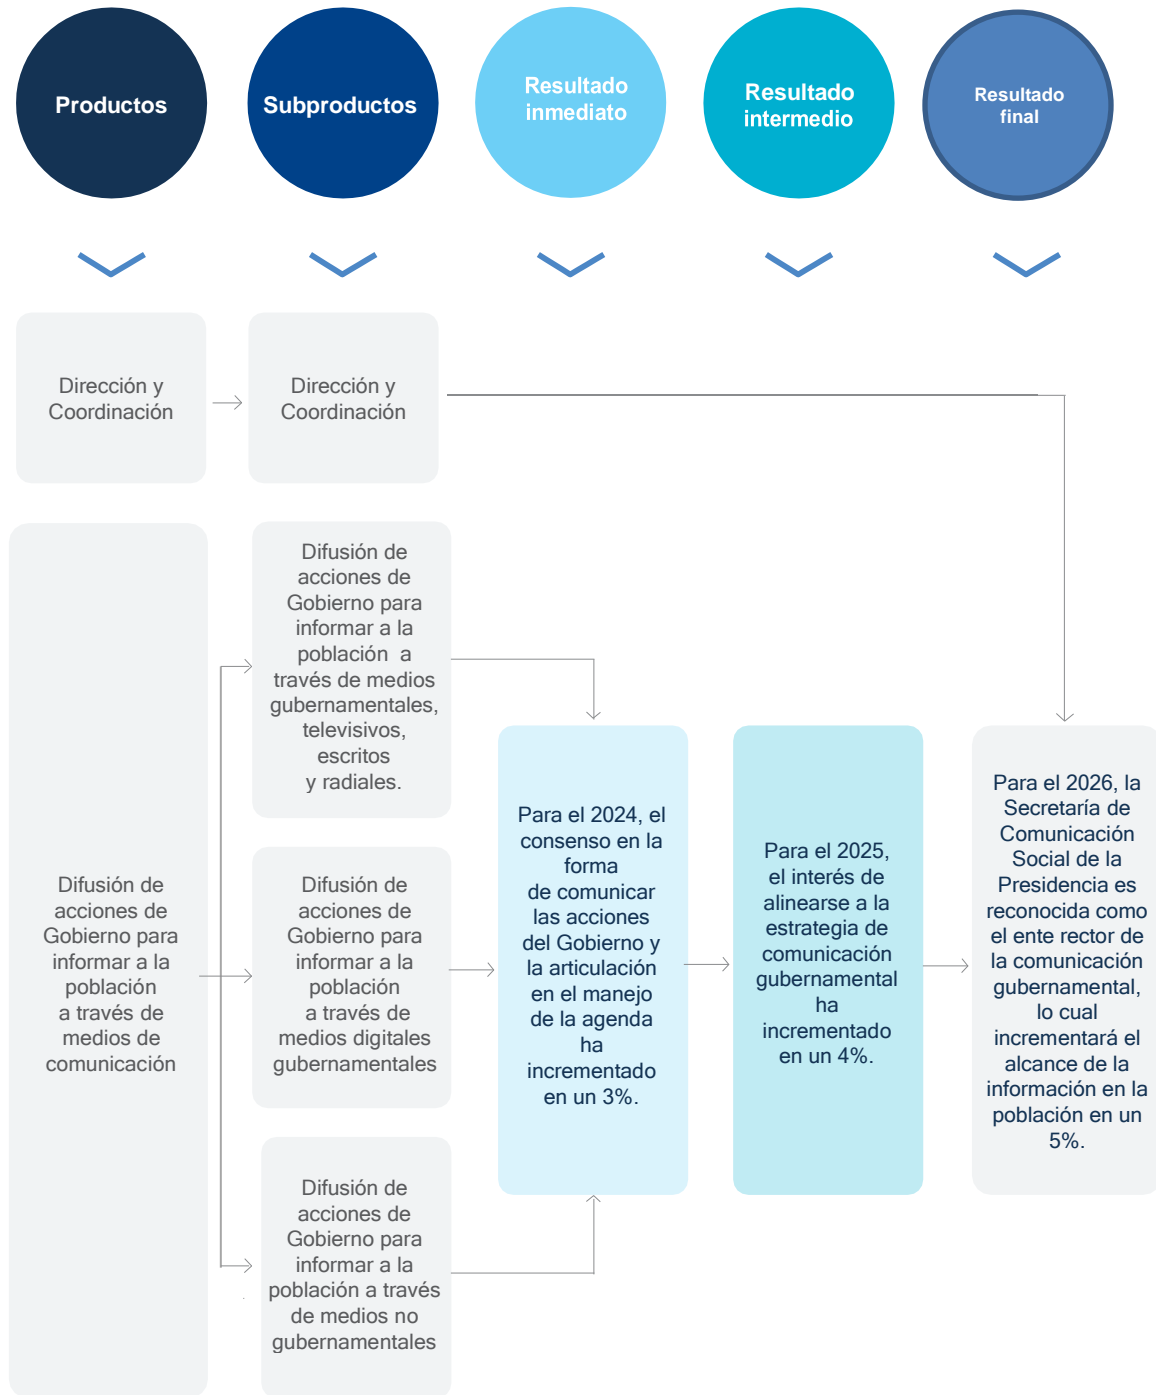 Productos
Subproductos
Resultado
inmediato
Resultado
intermedio
Resultado
final
Dirección y
Coordinación
Dirección y
Coordinación
Difusión de
acciones de
Gobierno para
informar a la
población
a través de
medios de
comunicación
Difusión de
acciones de
Gobierno para
informar a la
población a
través de medios
gubernamentales,
televisivos,
escritos
y radiales.
Difusión de
acciones de
Gobierno para
informar a la
población
a través de
medios digitales
gubernamentales
Difusión de
acciones de
Gobierno para
informar a la
población a través
de medios no
gubernamentales
Para el 2024, el
consenso en la
forma
de comunicar
las acciones
del Gobierno y
la articulación
en el manejo
de la agenda
ha
incrementado
en un 3%.
Para el 2025,
el interés de
alinearse a la
estrategia de
comunicación
gubernamental
ha
incrementado
en un 4%.
Para el 2026, la
Secretaría de
Comunicación
Social de la
Presidencia es
reconocida como
el ente rector de
la comunicación
gubernamental,
lo cual
incrementará el
alcance de la
información en la
población en un
5%.